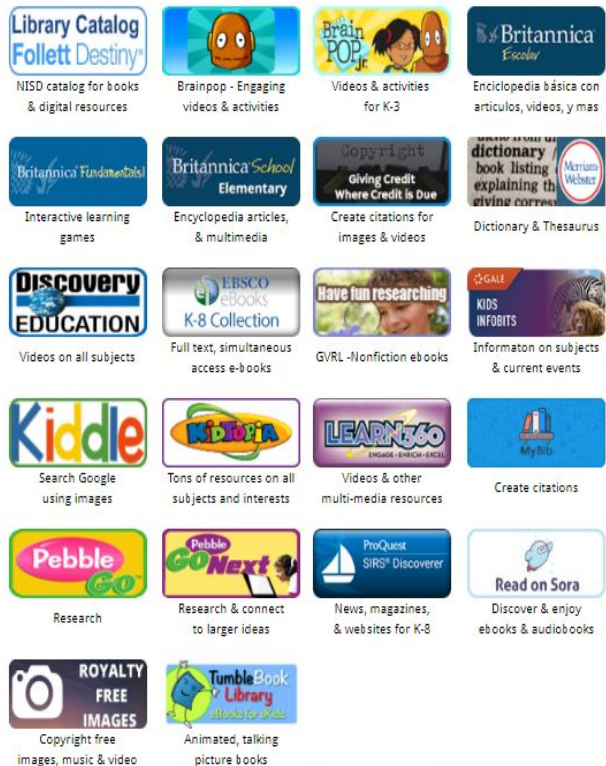 Library Catalog
Follett Destiny®
NISD catalog for books
& digital resources
Brainpop - Engaging
videos & activities
Brain
POP
Jr.
Videos & activities
for K-3
Britannica
Escolar
Enciclopedia básica con
articulos, videos, y mas
Britannica Fundamentals!
Interactive learning
games
Britannica School
Elementary
Encyclopedia articles,
& multimedia
Copyright
Giving Credit
Where Credit is Due
Create citations for
images & videos
dictionary
book listing
explaining th
giving corres
Merriam-
Webster
Dictionary & Thesaurus
Discovery
EDUCATION
Videos on all subjects
EBSCO
eBooks
K-8 Collection
Full text, simultaneous
access e-books
Have fun researching
GVRL -Nonfiction ebooks
GALE
KIDS
INFOBITS
Informaton on subjects
& current events
Kiddle
Search Google
using images
KidTopia
Tons of resources on all
subjects and interests
LEARN360
ENGAGE • ENRICH • EXCEL
Videos & other
multi-media resources
MyBib
Create citations
Pebble
GO™
Research
Pebble
GO Next
Research & connect
to larger ideas
ProQuest
SIRS® Discoverer
News, magazines,
& websites for K-8
Read on Sora
Discover & enjoy
ebooks & audiobooks
ROYALTY
FREE
IMAGES
Copyright free
images, music & video
TumbleBook
Library
eBooks for eKids
Animated, talking
picture books